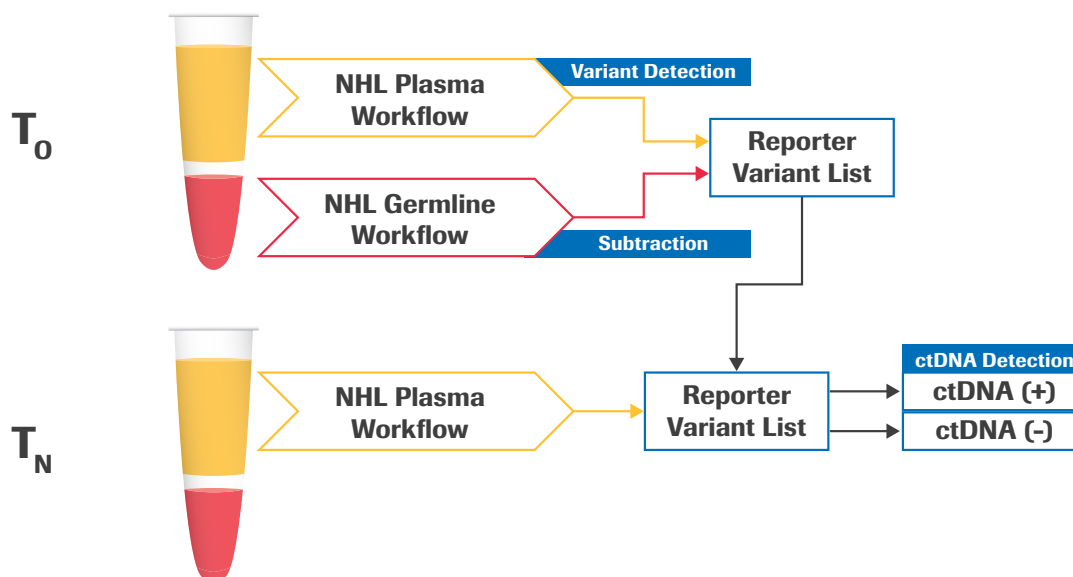 T0
NHL Plasma
Workflow
Variant Detection
Reporter
Variant List
NHL Germline
Workflow
Subtraction
TN
NHL Plasma
Workflow
Reporter
Variant List
ctDNA Detection
ctDNA (+)
ctDNA (-)